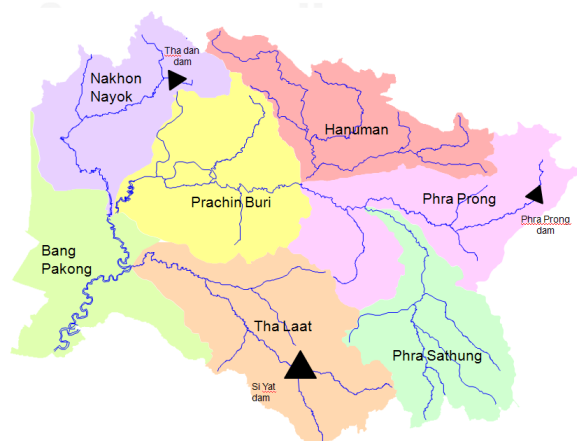 Tha dan
dam
Nakhon
Nayok
Hanuman
Prachin Buri
Phra Prong
Phra Prong
dam
Bang
Pakong
Tha Laat
Phra Sathung
Si Yat
dam